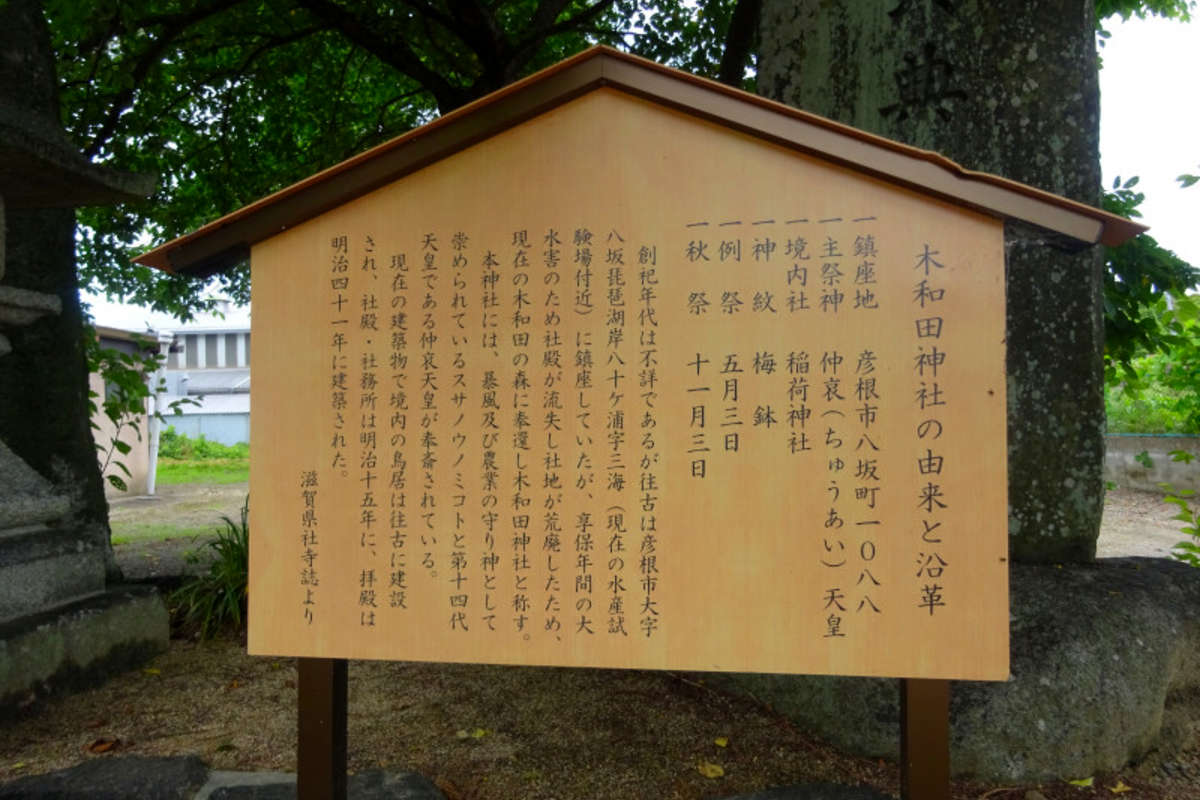 木和田神社の由来と沿革
一鎮座地 彦根市八坂町一〇八八
一主祭神 仲哀(ちゅうあい)天皇
一境内社 稲荷神社
一神紋 梅鉢
一例祭 五月三日
一秋祭 十一月三日
創祀年代は不詳であるが往古は彦根市大字
八坂琵琶湖岸八十ケ浦字三海(現在の水産試
験場付近)に鎮座していたが、享保年間の大
水害のため社殿が流失し社地が荒廃したため、
現在の木和田の森に奉還し木和田神社と称す。
本神社には、暴風及び農業の守り神として
崇められているスサノウノミコトと第十四代
天皇である仲哀天皇が奉斎されている。
現在の建築物で境内の鳥居は往古に建設
され、社殿・社務所は明治十五年に、拝殿は
明治四十一年に建築された。
滋賀県社寺誌より
典